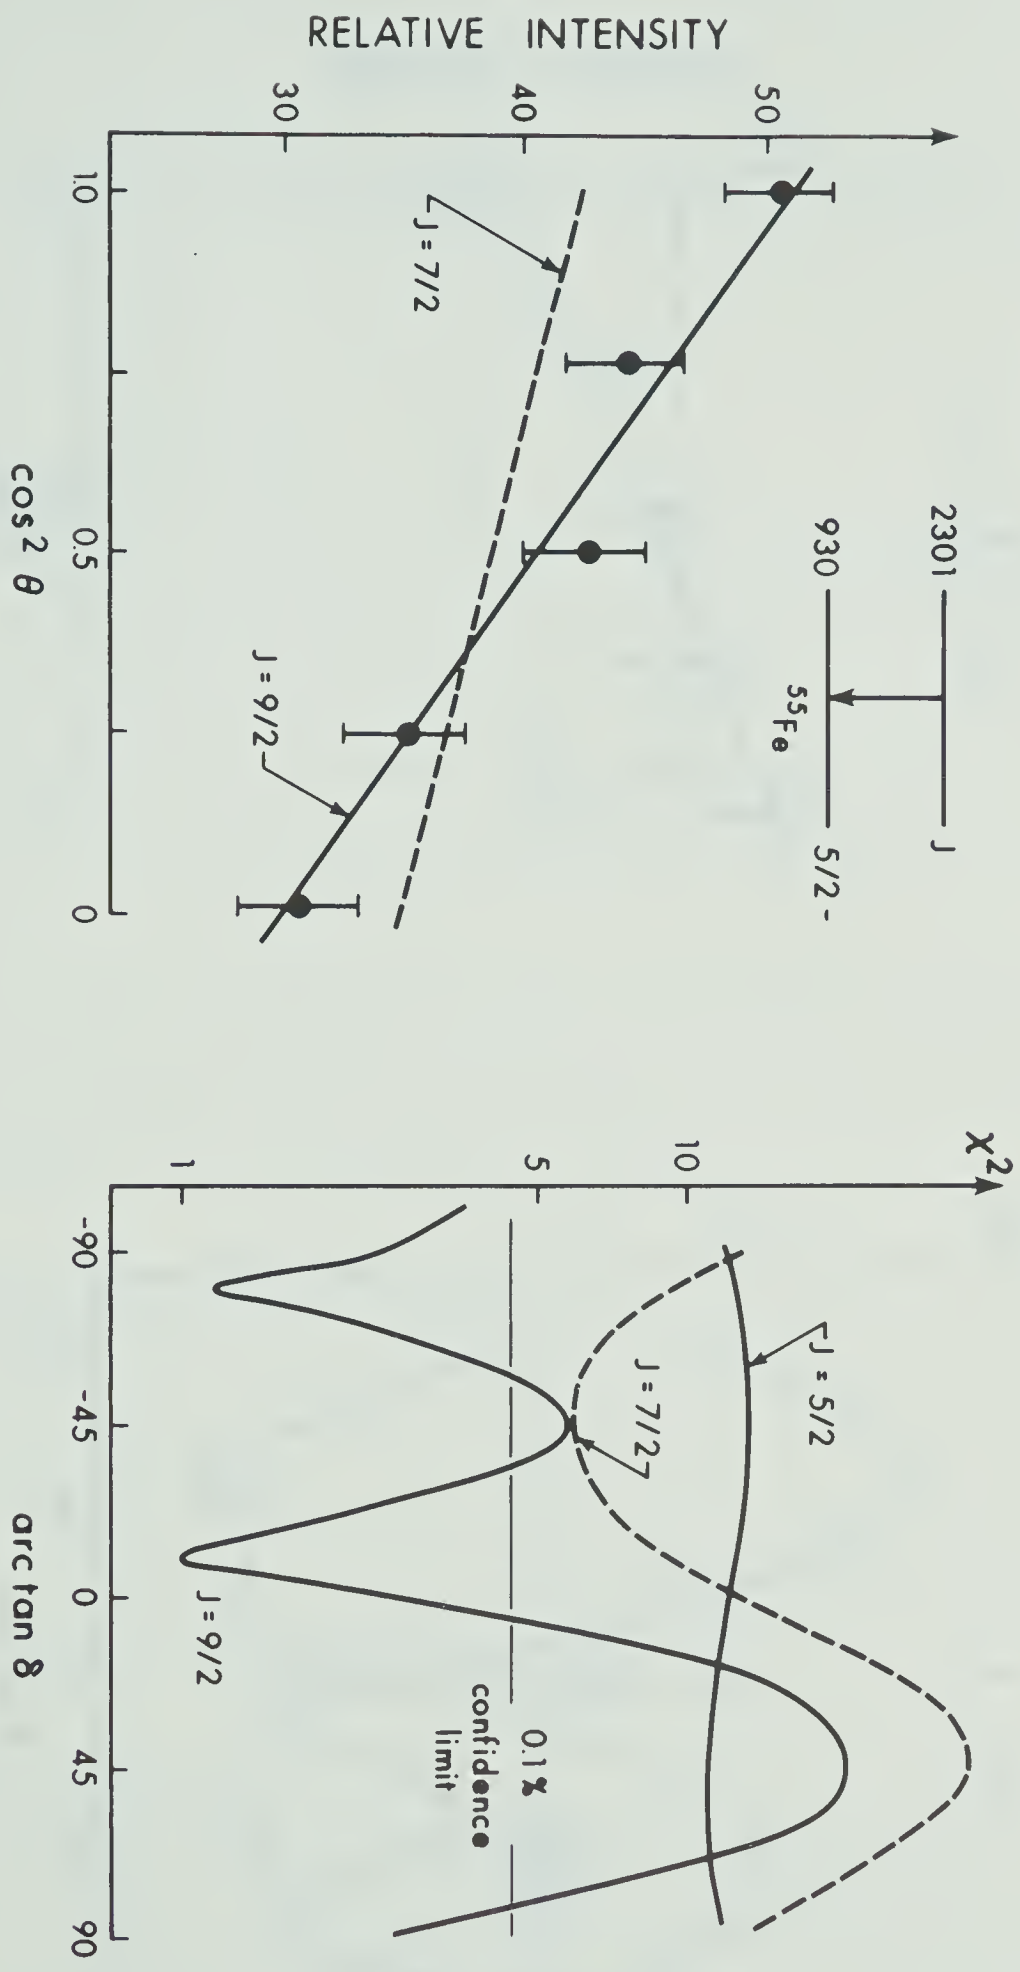 RELATIVE INTENSITY
50
40
30
1.0
0.5
0
cos² θ
J = 7/2
J = 9/2
2301
J
930
5/2 -
⁵⁵Fe
χ²
10
5
1
-90
-45
0
45
90
arc tan δ
J = 5/2
J = 7/2
J = 9/2
0.1%
confidence
limit